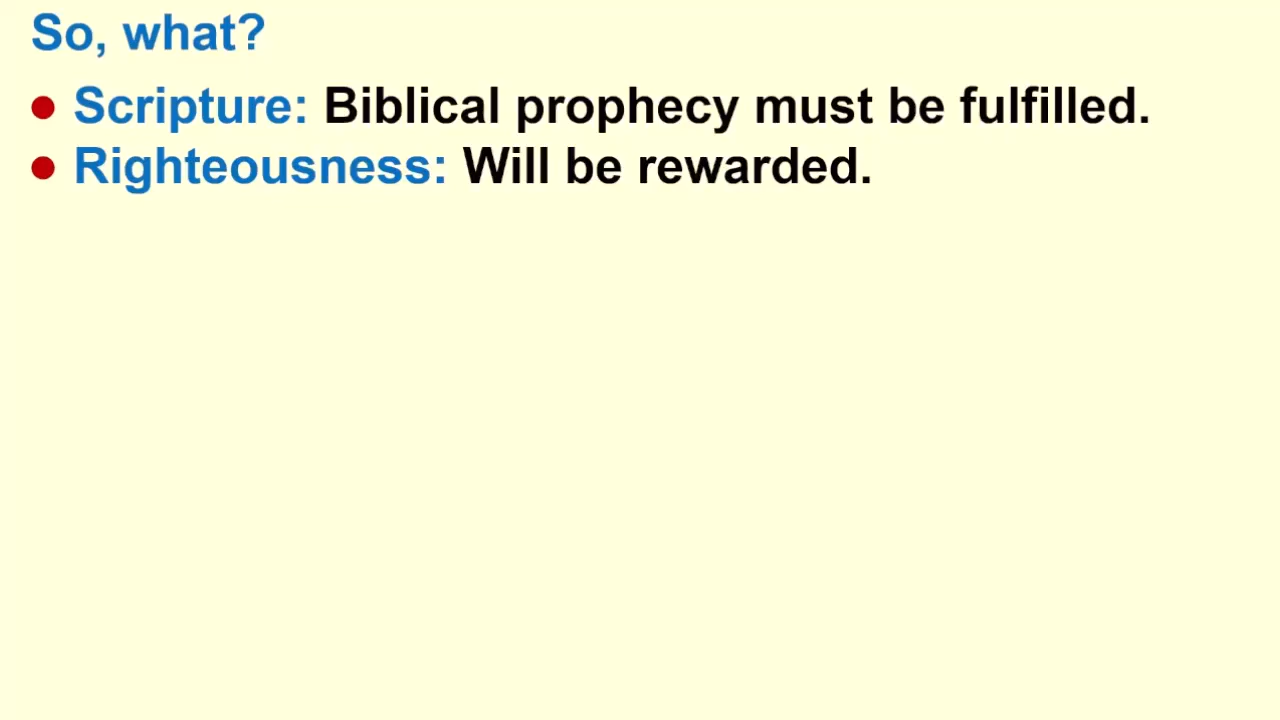 So, what?
● Scripture: Biblical prophecy must be fulfilled.
● Righteousness: Will be rewarded.